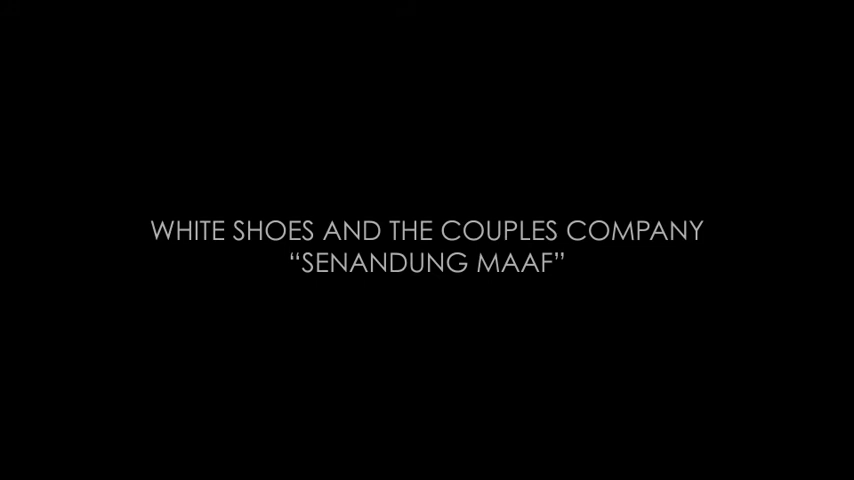 WHITE SHOES AND THE COUPLES COMPANY
“SENANDUNG MAAF”